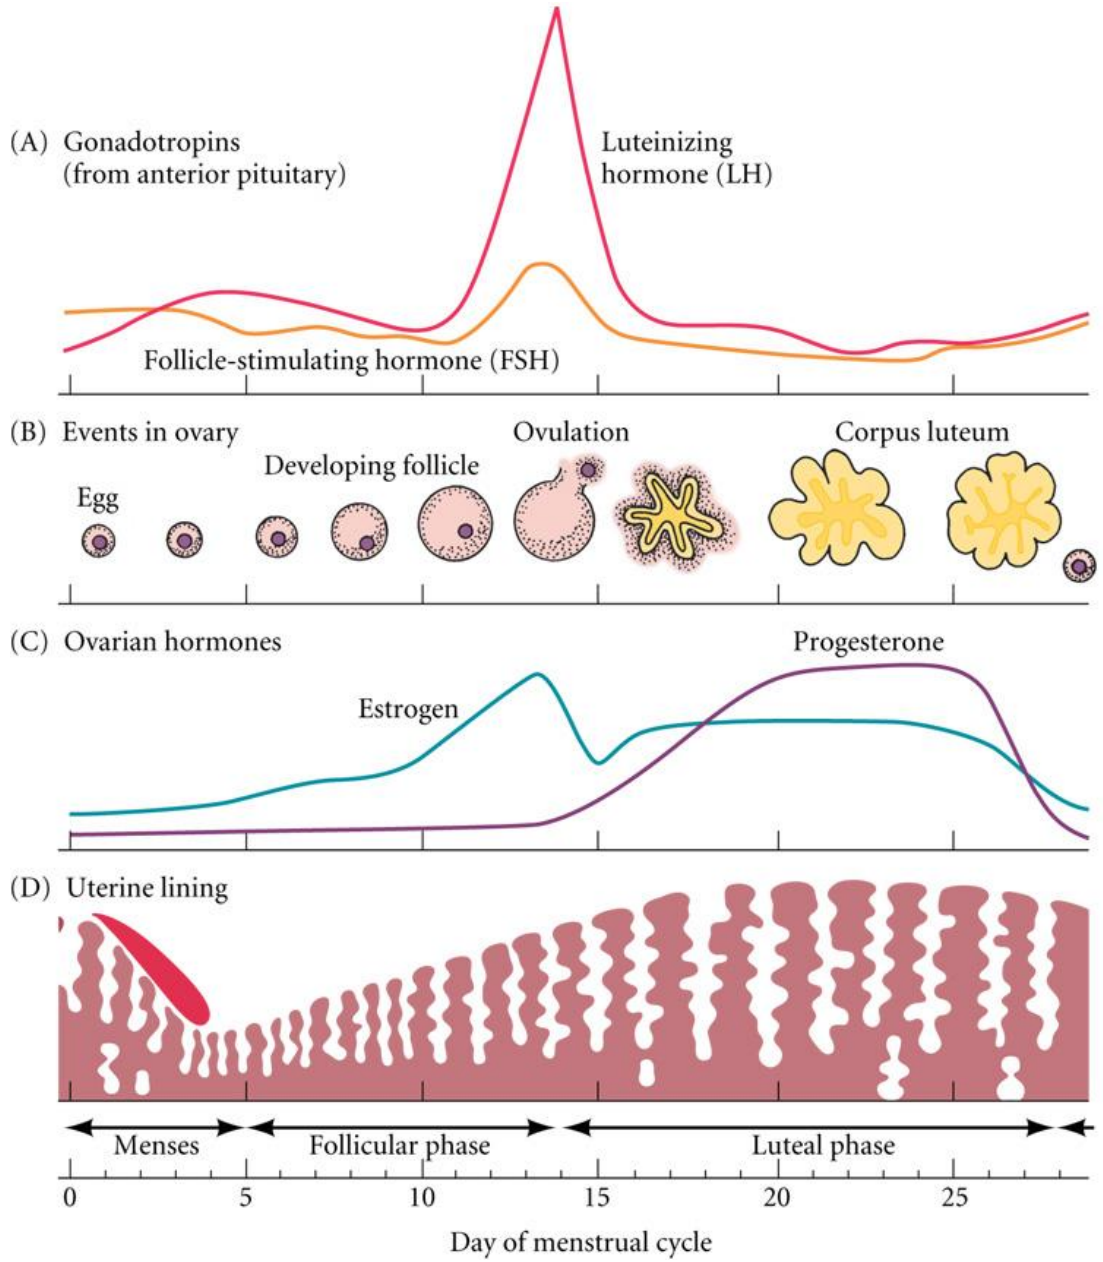 (A) Gonadotropins
(from anterior pituitary)
Luteinizing
hormone (LH)
Follicle-stimulating hormone (FSH)
(B) Events in ovary
Ovulation
Corpus luteum
Developing follicle
Egg
(C) Ovarian hormones
Progesterone
Estrogen
(D) Uterine lining
Menses
Follicular phase
Luteal phase
0 5 10 15 20 25
Day of menstrual cycle